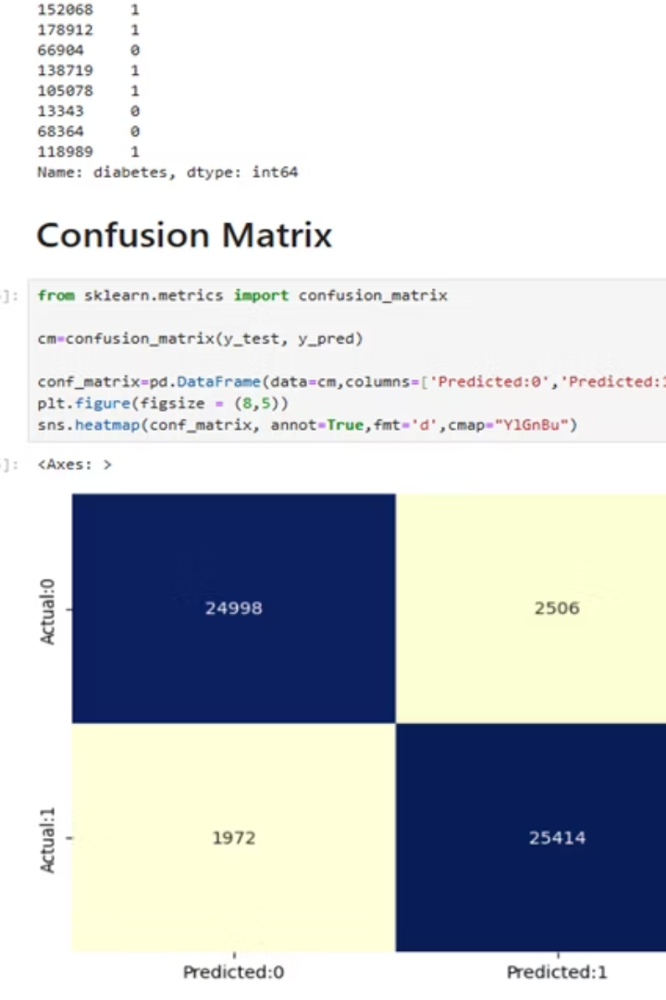 152068 1
178912 1
66904 0
138719 1
105078 1
13343 0
68364 0
118989 1
Name: diabetes, dtype: int64
Confusion Matrix
]: from sklearn.metrics import confusion_matrix
cm=confusion_matrix(y_test, y_pred)
conf_matrix=pd.DataFrame(data=cm,columns=['Predicted:0','Predicted:1
plt.figure(figsize = (8,5))
sns.heatmap(conf_matrix, annot=True,fmt='d',cmap="YlGnBu")
]: <Axes: >
Actual:0
24998 2506
Actual:1
1972 25414
Predicted:0 Predicted:1